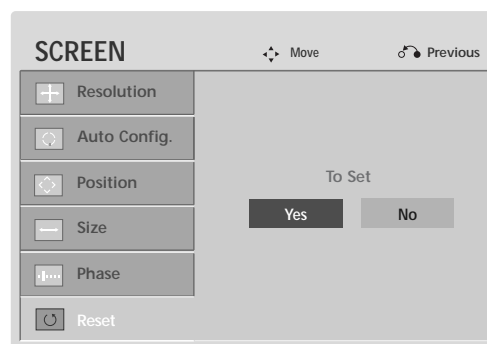 SCREEN
Move
Previous
Resolution
Auto Config.
Position
Size
Phase
Reset
To Set
Yes No